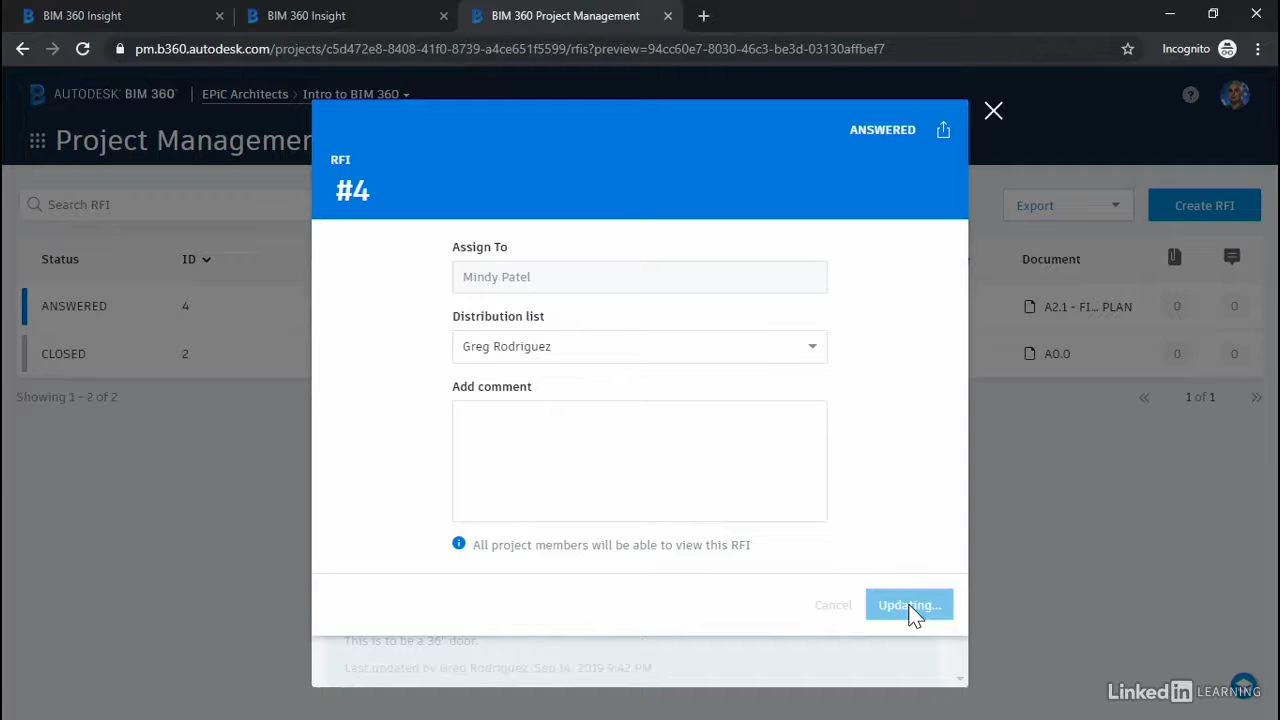 BIM 360 Insight
BIM 360 Insight
BIM 360 Project Management
pm.b360.autodesk.com/projects/c5d472e8-8408-41f0-8739-a4ce651f5599/rfis?preview=94cc60e7-8030-46c3-be3d-03130affbef7
Incognito
AUTODESK® BIM 360™
EPiC Architects
Intro to BIM 360
Project Managemen
ANSWERED
RFI
#4
Search RFI
Export
Create RFI
Status
ID
Document
ANSWERED
4
A2.1 - FI... PLAN
0
0
CLOSED
2
A0.0
0
0
Showing 1 - 2 of 2
1 of 1
Assign To
Mindy Patel
Distribution list
Greg Rodriguez
Add comment
All project members will be able to view this RFI
Cancel
Updating...
This is to be a 36" door.
Last updated by Greg Rodriguez, Sep 14, 2019 9:42 PM
LinkedIn LEARNING